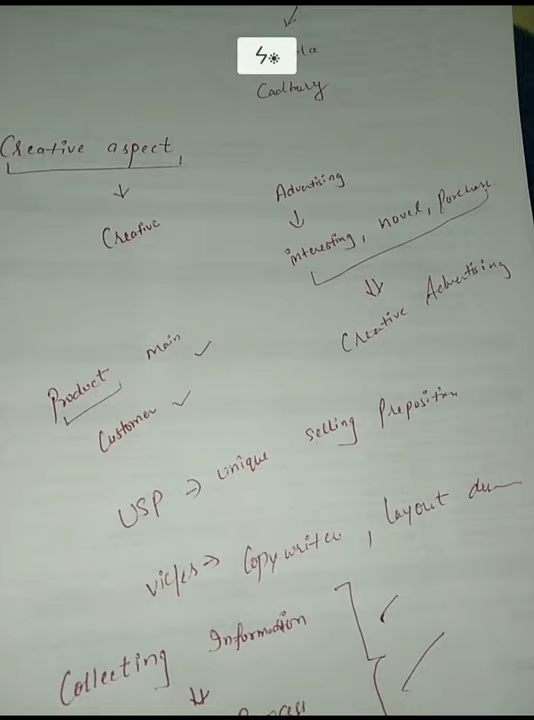 Cadbury
Creative aspect
Creative
Advertising
interesting, novel, purchase
Creative Advertising
Product main
Customer
USP → unique selling Preposition
→ Copywriter, Layout
Collecting Information
Process